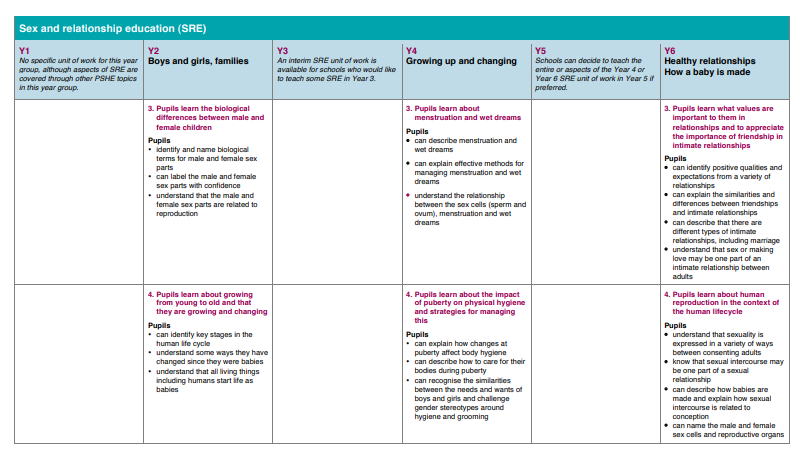 Sex and relationship education (SRE)
Y1
No specific unit of work for this year
group, although aspects of SRE are
covered through other PSHE topics
in this year group.
Y2
Boys and girls, families
Y3
An interim SRE unit of work is
available for schools who would like
to teach some SRE in Year 3.
Y4
Growing up and changing
Y5
Schools can decide to teach the
entire or aspects of the Year 4 or
Year 6 SRE unit of work in Year 5 if
preferred.
Y6
Healthy relationships
How a baby is made
3. Pupils learn the biological
differences between male and
female children
Pupils
• identify and name biological
terms for male and female sex
parts
• can label the male and female
sex parts with confidence
• understand that the male and
female sex parts are related to
reproduction
3. Pupils learn about
menstruation and wet dreams
Pupils
• can describe menstruation and
wet dreams
• can explain effective methods for
managing menstruation and wet
dreams
• understand the relationship
between the sex cells (sperm and
ovum), menstruation and wet
dreams
3. Pupils learn what values are
important to them in
relationships and to appreciate
the importance of friendship in
intimate relationships
Pupils
• can identify positive qualities and
expectations from a variety of
relationships
• can explain the similarities and
differences between friendships
and intimate relationships
• can describe that there are
different types of intimate
relationships, including marriage
• understand that sex or making
love may be one part of an
intimate relationship between
adults
4. Pupils learn about growing
from young to old and that
they are growing and changing
Pupils
• can identify key stages in the
human life cycle
• understand some ways they have
changed since they were babies
• understand that all living things
including humans start life as
babies
4. Pupils learn about the impact
of puberty on physical hygiene
and strategies for managing
this
Pupils
• can explain how changes at
puberty affect body hygiene
• can describe how to care for their
bodies during puberty
• can recognise the similarities
between the needs and wants of
boys and girls and challenge
gender stereotypes around
hygiene and grooming
4. Pupils learn about human
reproduction in the context of
the human lifecycle
Pupils
• understand that sexuality is
expressed in a variety of ways
between consenting adults
• know that sexual intercourse may
be one part of a sexual
relationship
• can describe how babies are
made and explain how sexual
intercourse is related to
conception
• can name the male and female
sex cells and reproductive organs